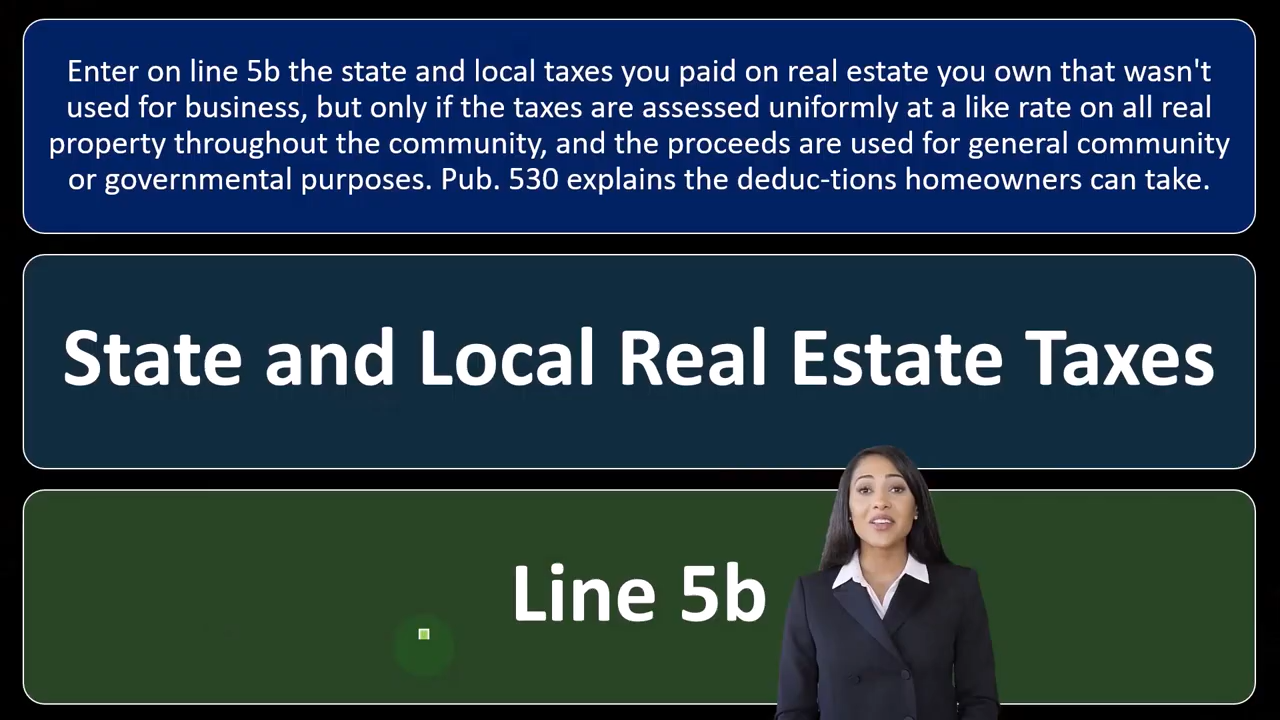 Enter on line 5b the state and local taxes you paid on real estate you own that wasn't
used for business, but only if the taxes are assessed uniformly at a like rate on all real
property throughout the community, and the proceeds are used for general community
or governmental purposes. Pub. 530 explains the deduc-tions homeowners can take.
State and Local Real Estate Taxes
Line 5b